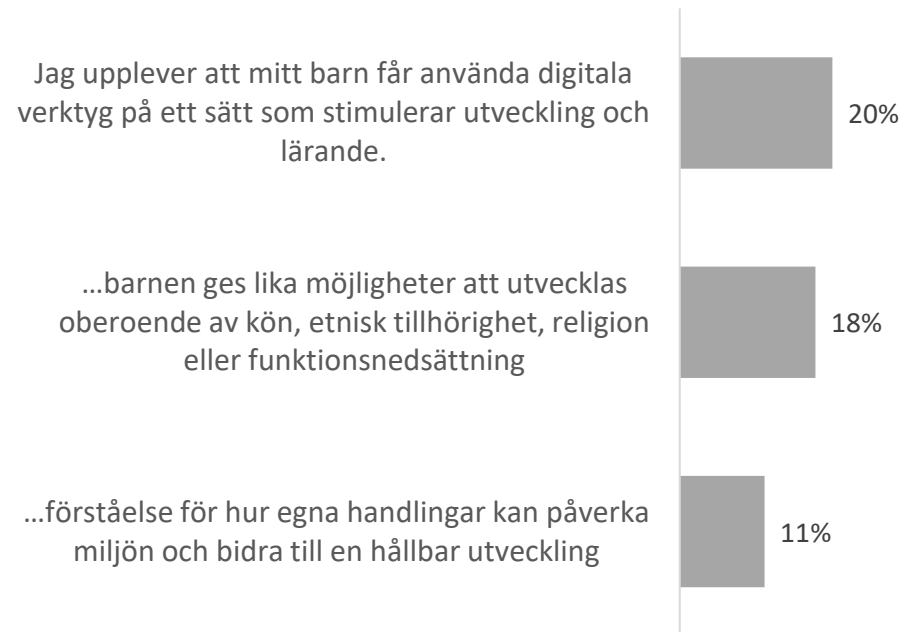 Jag upplever att mitt barn får använda digitala
verktyg på ett sätt som stimulerar utveckling och
lärande.
20%
…barnen ges lika möjligheter att utvecklas
oberoende av kön, etnisk tillhörighet, religion
eller funktionsnedsättning
18%
…förståelse för hur egna handlingar kan påverka
miljön och bidra till en hållbar utveckling
11%